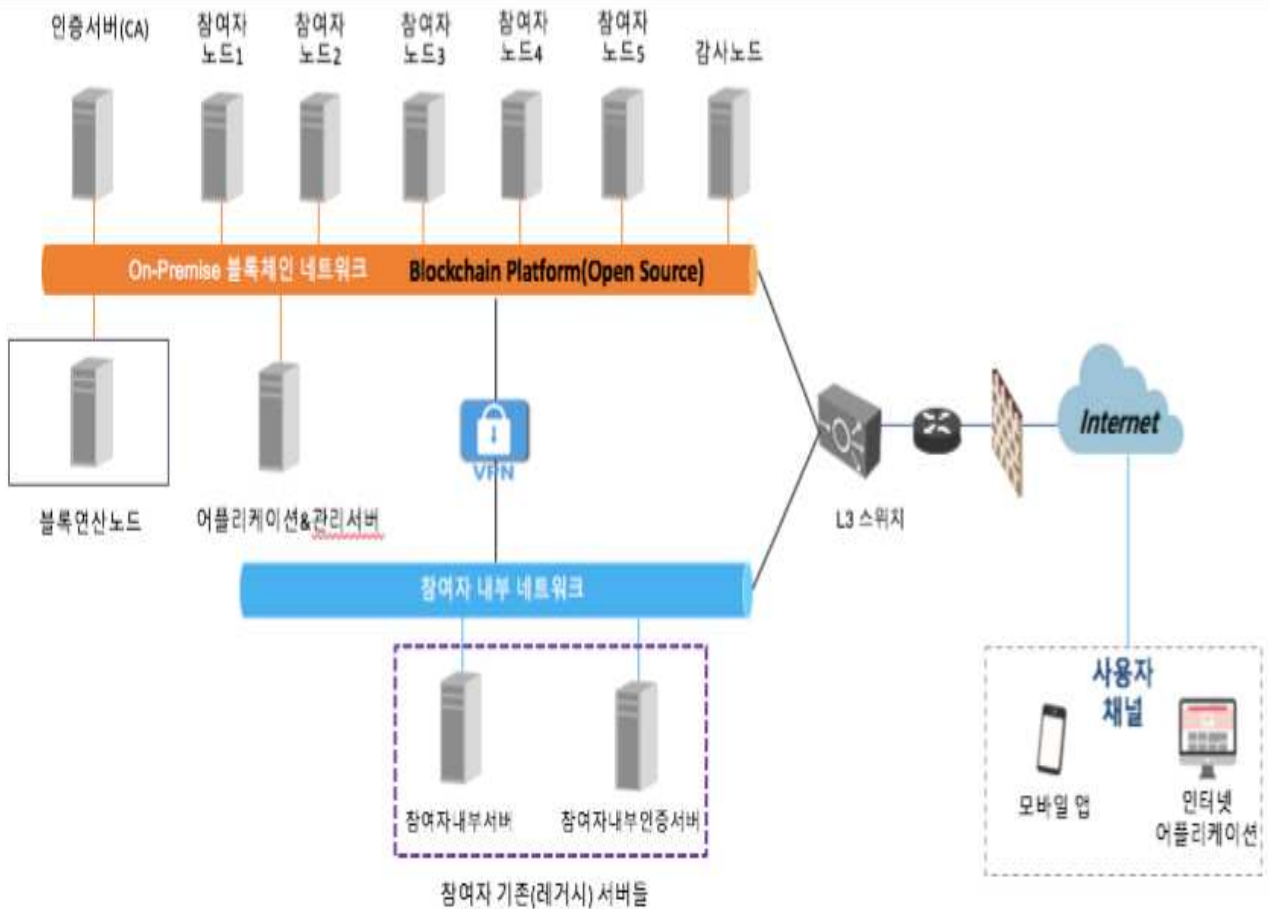 인증서버(CA)
참여자
노드1
참여자
노드2
참여자
노드3
참여자
노드4
참여자
노드5
감사노드
On-Premise 블록체인 네트워크
Blockchain Platform(Open Source)
블록연산노드
어플리케이션&관리서버
VPN
L3 스위치
Internet
참여자 내부 네트워크
참여자내부서버
참여자내부인증서버
참여자 기존(레거시) 서버들
사용자
채널
모바일 앱
인터넷
어플리케이션